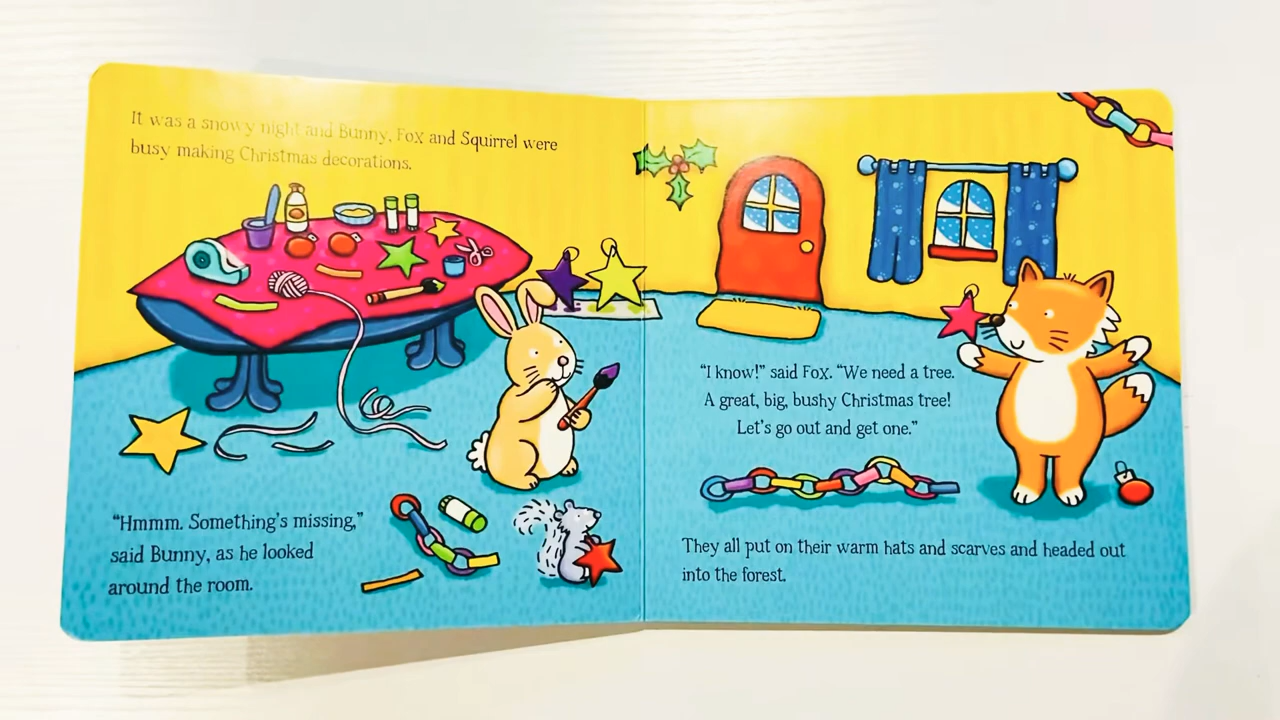 It was a snowy night and Bunny, Fox and Squirrel were
busy making Christmas decorations.
“Hmmm. Something's missing,”
said Bunny, as he looked
around the room.
“I know!” said Fox. “We need a tree.
A great, big, bushy Christmas tree!
Let's go out and get one.”
They all put on their warm hats and scarves and headed out
into the forest.